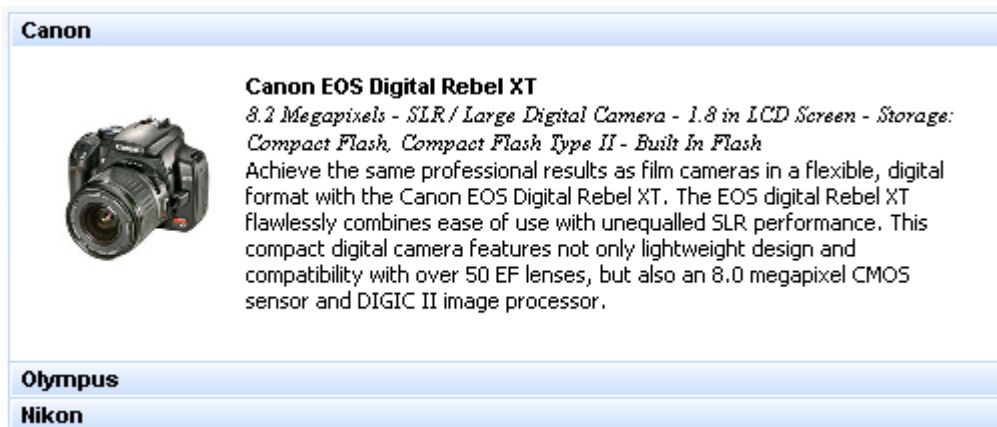 Canon
Canon EOS Digital Rebel XT
8.2 Megapixels - SLR / Large Digital Camera - 1.8 in LCD Screen - Storage:
Compact Flash, Compact Flash Type II - Built In Flash
Achieve the same professional results as film cameras in a flexible, digital
format with the Canon EOS Digital Rebel XT. The EOS digital Rebel XT
flawlessly combines ease of use with unequalled SLR performance. This
compact digital camera features not only lightweight design and
compatibility with over 50 EF lenses, but also an 8.0 megapixel CMOS
sensor and DIGIC II image processor.
Olympus
Nikon